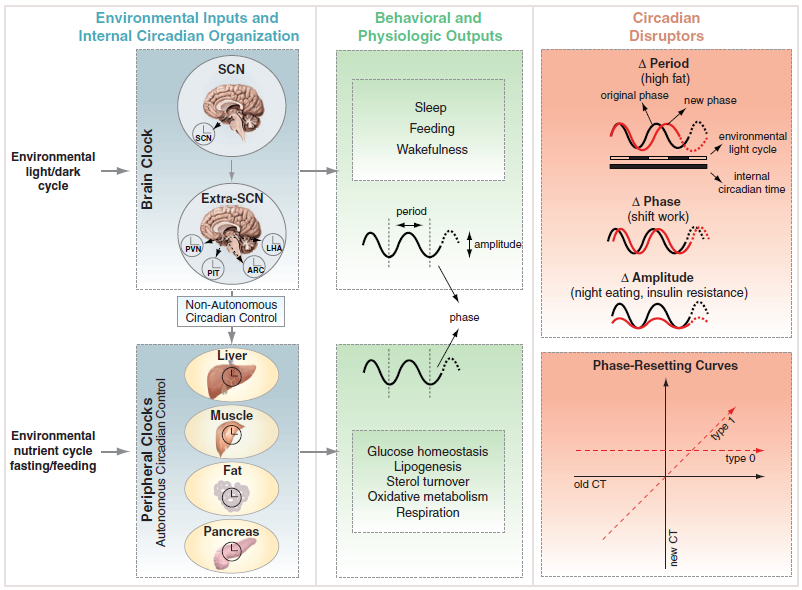 Environmental Inputs and
Internal Circadian Organization
Behavioral and
Physiologic Outputs
Circadian
Disruptors
Environmental
light/dark
cycle
Brain Clock
SCN
SCN
Extra-SCN
PVN
PIT
ARC
LHA
Non-Autonomous
Circadian Control
Environmental
nutrient cycle
fasting/feeding
Peripheral Clocks
Autonomous Circadian Control
Liver
Muscle
Fat
Pancreas
Sleep
Feeding
Wakefulness
period
amplitude
phase
Glucose homeostasis
Lipogenesis
Sterol turnover
Oxidative metabolism
Respiration
Δ Period
(high fat)
original phase
new phase
environmental
light cycle
internal
circadian time
Δ Phase
(shift work)
Δ Amplitude
(night eating, insulin resistance)
Phase-Resetting Curves
type 1
type 0
old CT
new CT